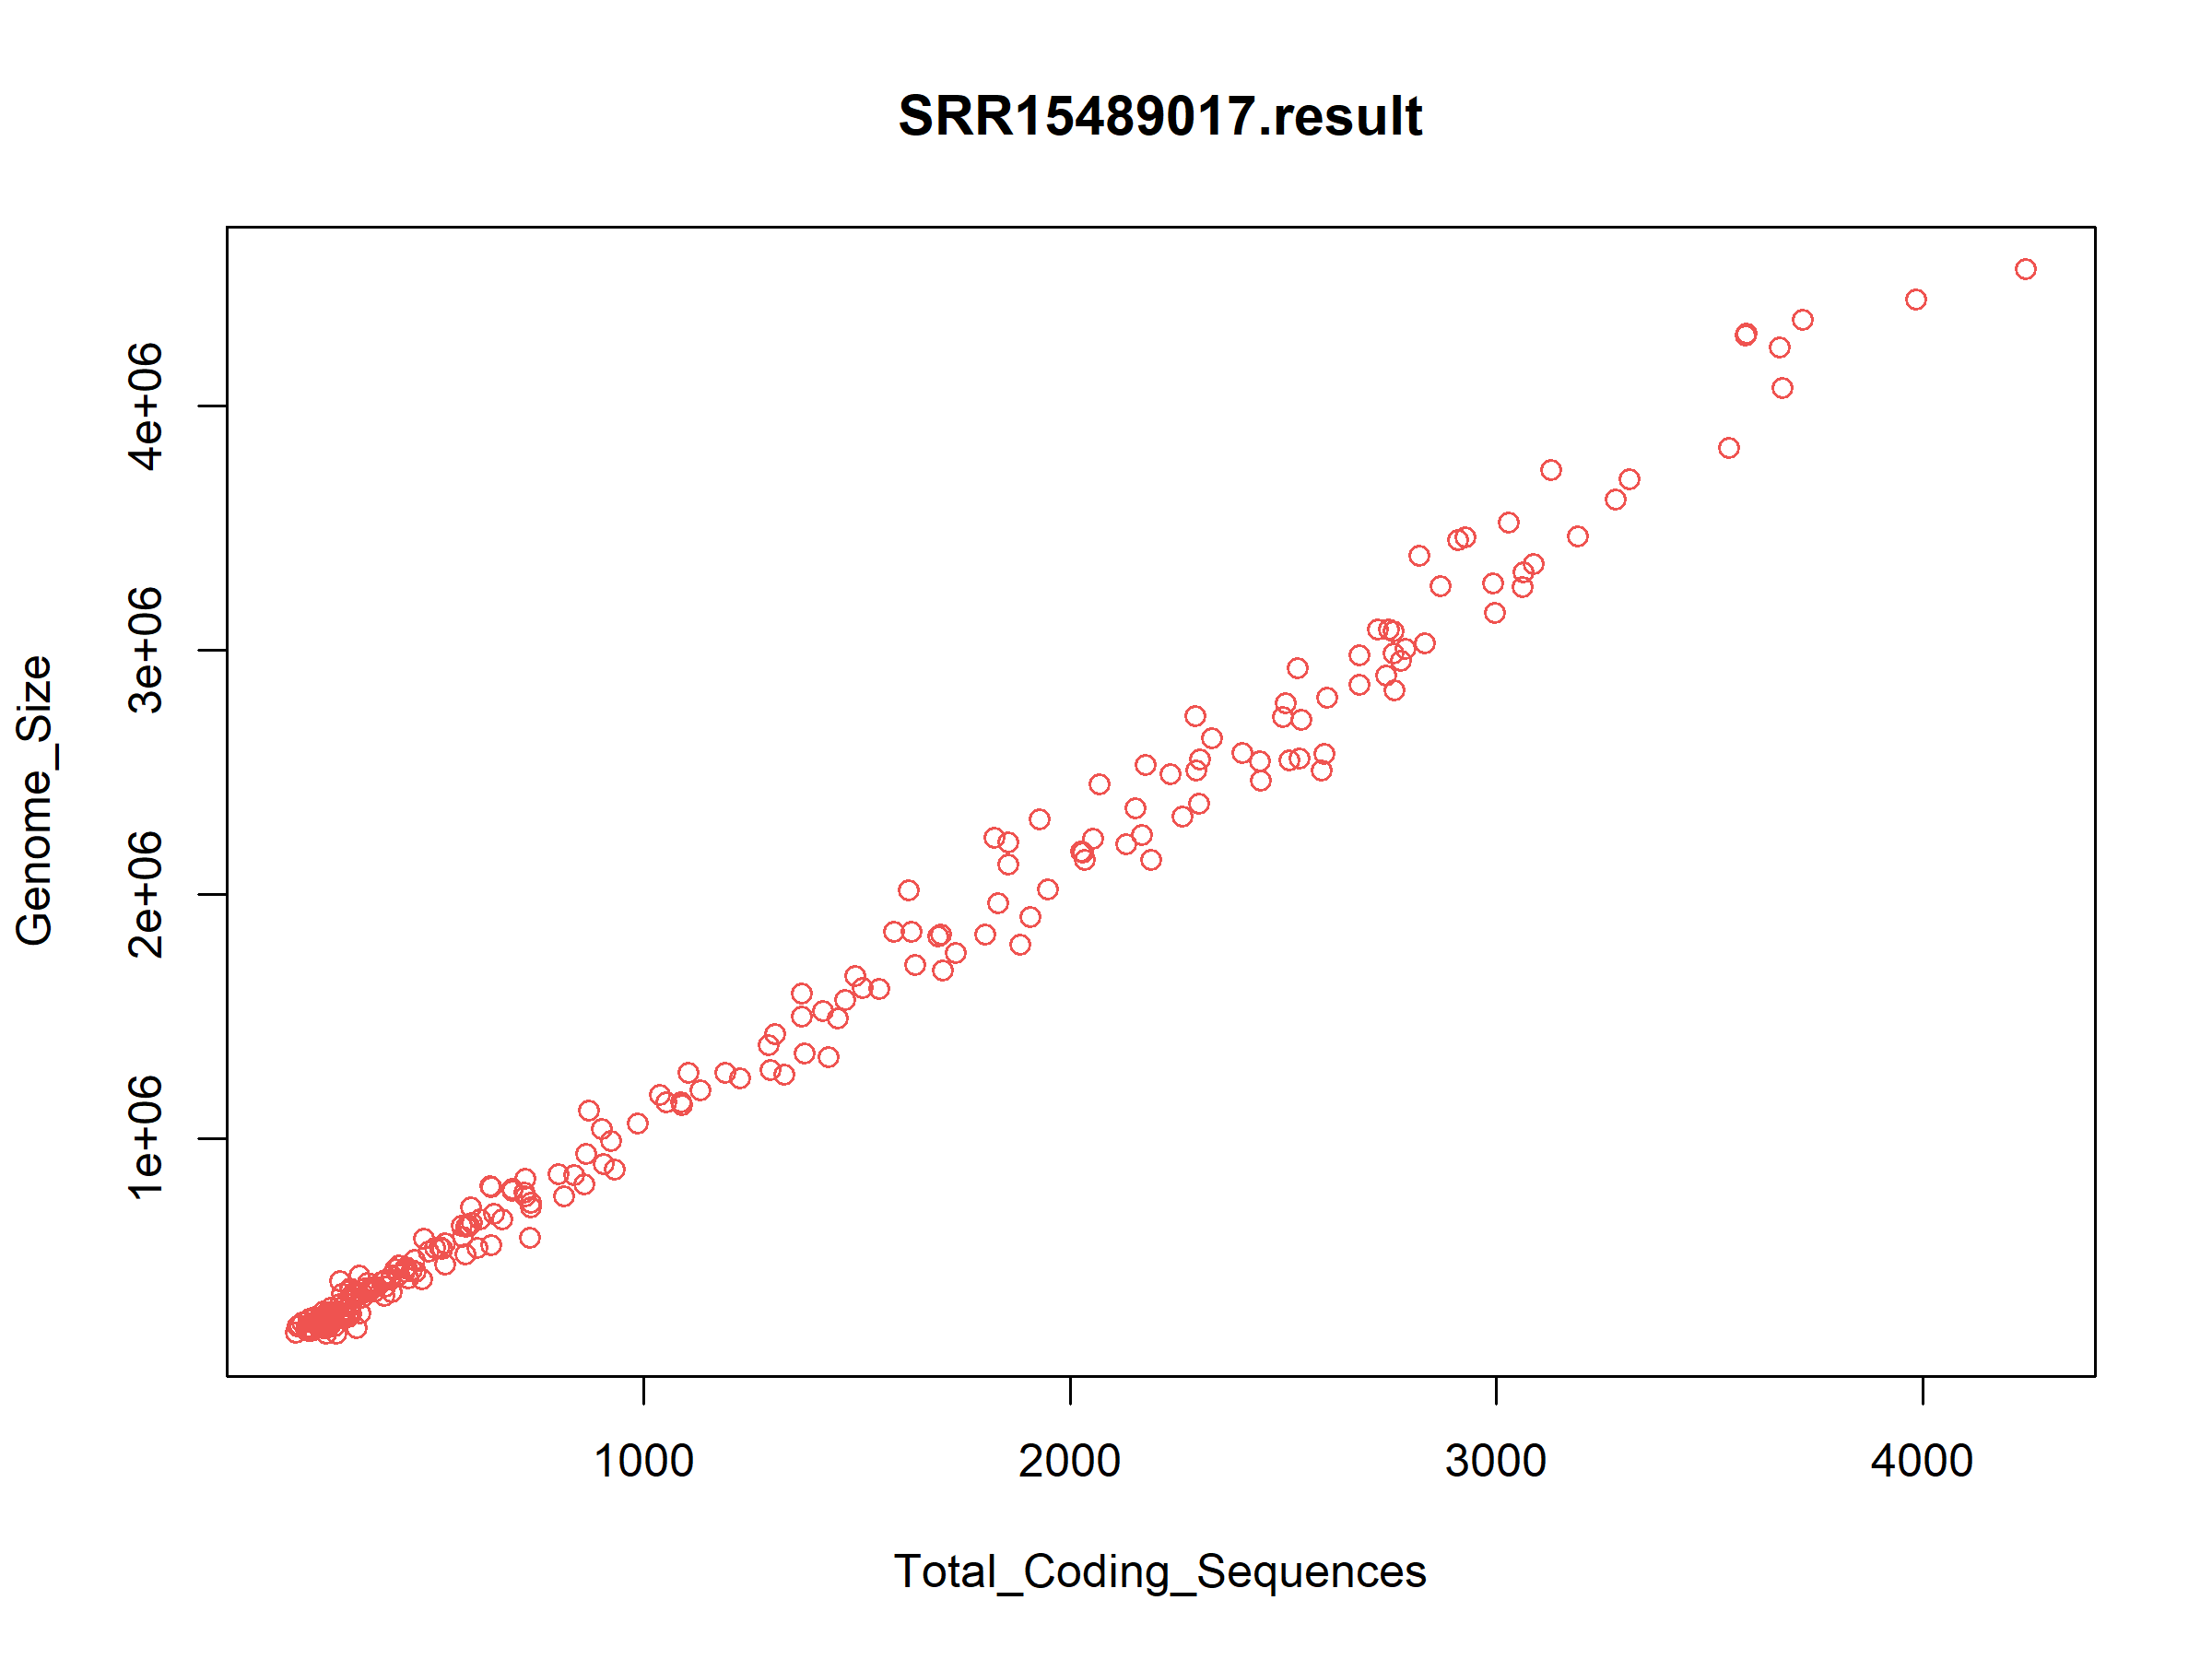 SRR15489017.result
Genome_Size
4e+06
3e+06
2e+06
1e+06
1000 2000 3000 4000
Total_Coding_Sequences